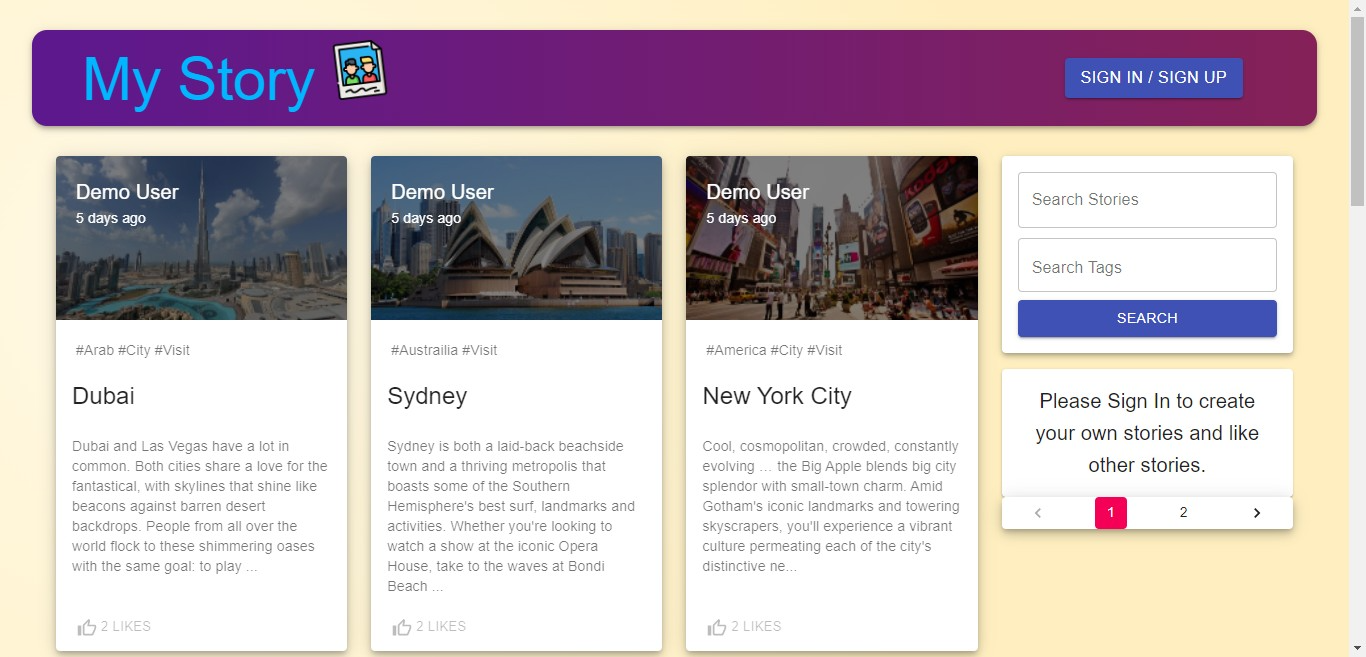 My Story
SIGN IN / SIGN UP
Demo User
5 days ago
#Arab #City #Visit
Dubai
Dubai and Las Vegas have a lot in
common. Both cities share a love for the
fantastical, with skylines that shine like
beacons against barren desert
backdrops. People from all over the
world flock to these shimmering oases
with the same goal: to play ...
2 LIKES
Demo User
5 days ago
#Austrailia #Visit
Sydney
Sydney is both a laid-back beachside
town and a thriving metropolis that
boasts some of the Southern
Hemisphere's best surf, landmarks and
activities. Whether you're looking to
watch a show at the iconic Opera
House, take to the waves at Bondi
Beach ...
2 LIKES
Demo User
5 days ago
#America #City #Visit
New York City
Cool, cosmopolitan, crowded, constantly
evolving … the Big Apple blends big city
splendor with small-town charm. Amid
Gotham's iconic landmarks and towering
skyscrapers, you'll experience a vibrant
culture permeating each of the city's
distinctive ne...
2 LIKES
Search Stories
Search Tags
SEARCH
Please Sign In to create
your own stories and like
other stories.
1 2